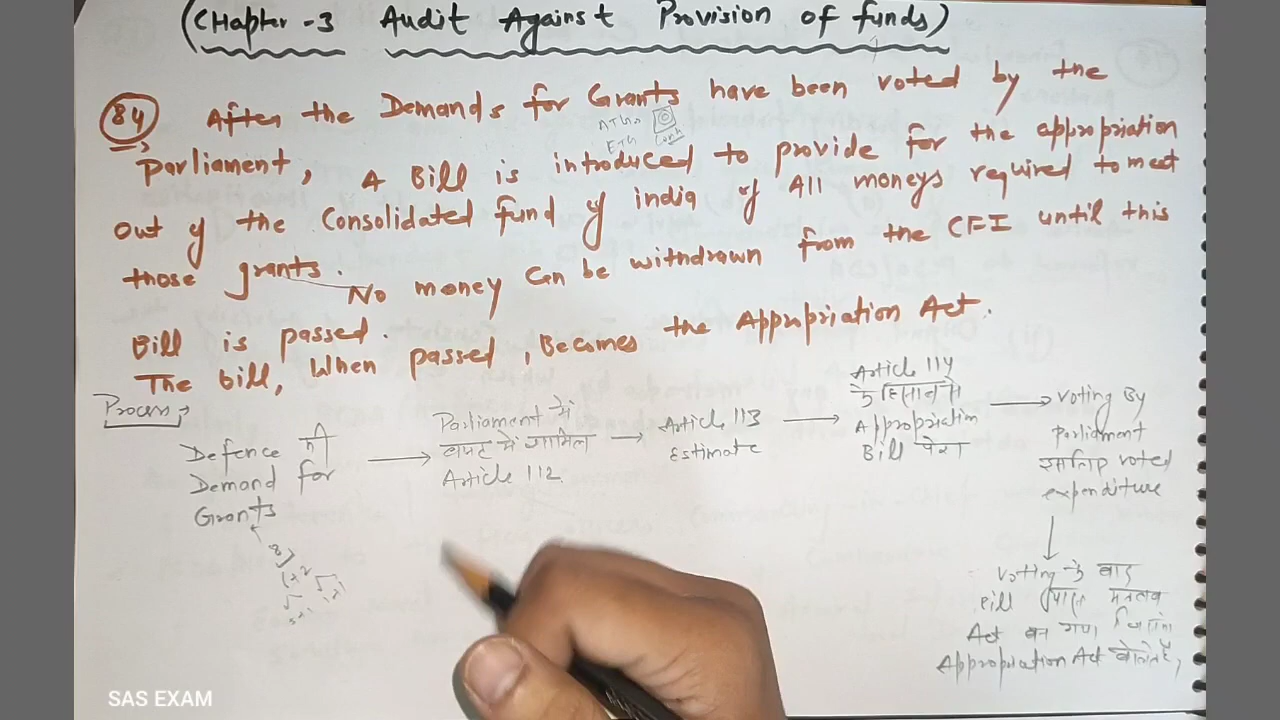 (Chapter-3 Audit Against Provision of funds)
84 After the Demands for Grants have been voted by the
Parliament, A Bill is introduced to provide for the appropriation
out of the Consolidated fund of india of All moneys required to meet
those grants. No money can be withdrawn from the CFI until this
Bill is passed.
The bill, When passed, Becomes the Appropriation Act.
Process
Defence की
Demand for
Grants
Parliament में
बजट में शामिल
Article 112
Article 113
Estimate
Article 114
के हिसाब से
Appropriation
Bill पेश
Voting By
Parliament
इसलिए voted
expenditure
Voting के बाद
Bill पास मतलब
Act बन गया जिसे
Appropriation Act बोलते हैं
SAS EXAM